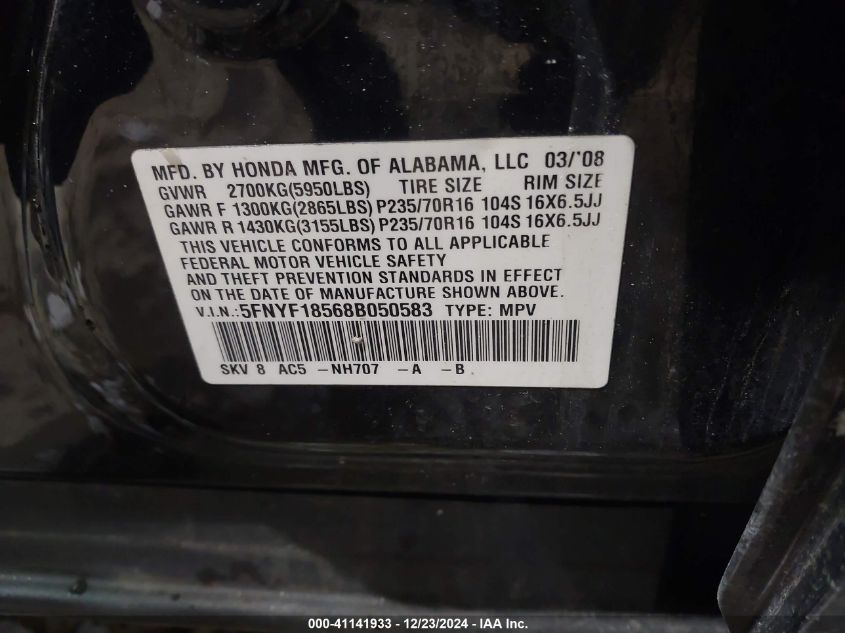 MFD. BY HONDA MFG. OF ALABAMA, LLC 03/'08
GVWR 2700KG(5950LBS) TIRE SIZE RIM SIZE
GAWR F 1300KG(2865LBS) P235/70R16 104S 16X6.5JJ
GAWR R 1430KG(3155LBS) P235/70R16 104S 16X6.5JJ
THIS VEHICLE CONFORMS TO ALL APPLICABLE
FEDERAL MOTOR VEHICLE SAFETY
AND THEFT PREVENTION STANDARDS IN EFFECT
ON THE DATE OF MANUFACTURE SHOWN ABOVE.
V.I.N.: 5FNYF18568B050583 TYPE: MPV
SKV 8 AC5 -NH707 -A -B
000-41141933 - 12/23/2024 - IAA Inc.